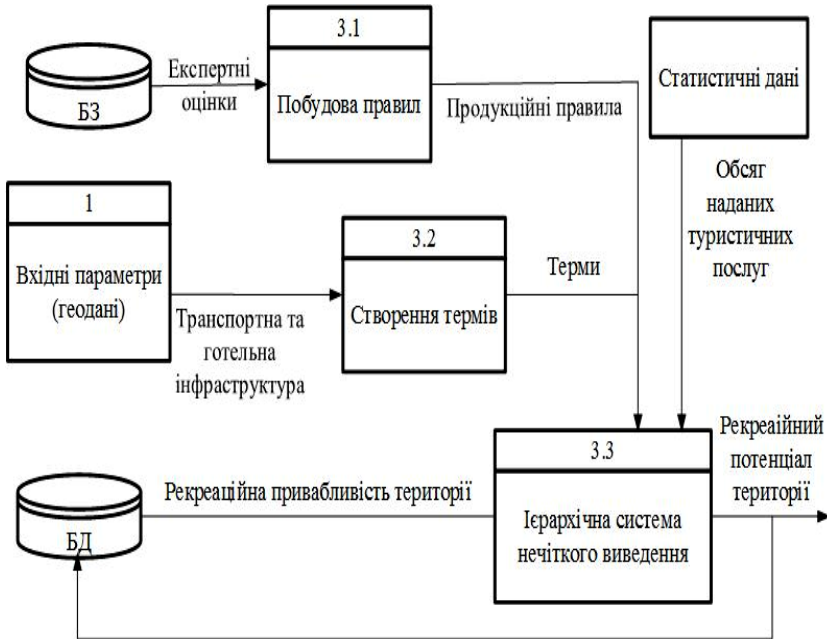 3.1
Побудова правил
БЗ
Експертні
оцінки
Продукційні правила
Статистичні дані
Обсяг
наданих
туристичних
послуг
1
Вхідні параметри
(геодані)
Транспортна та
готельна
інфраструктура
3.2
Створення термів
Терми
3.3
Ієрархічна система
нечіткого виведення
Рекреаійний
потенціал
території
Рекреаційна привабливість території
БД